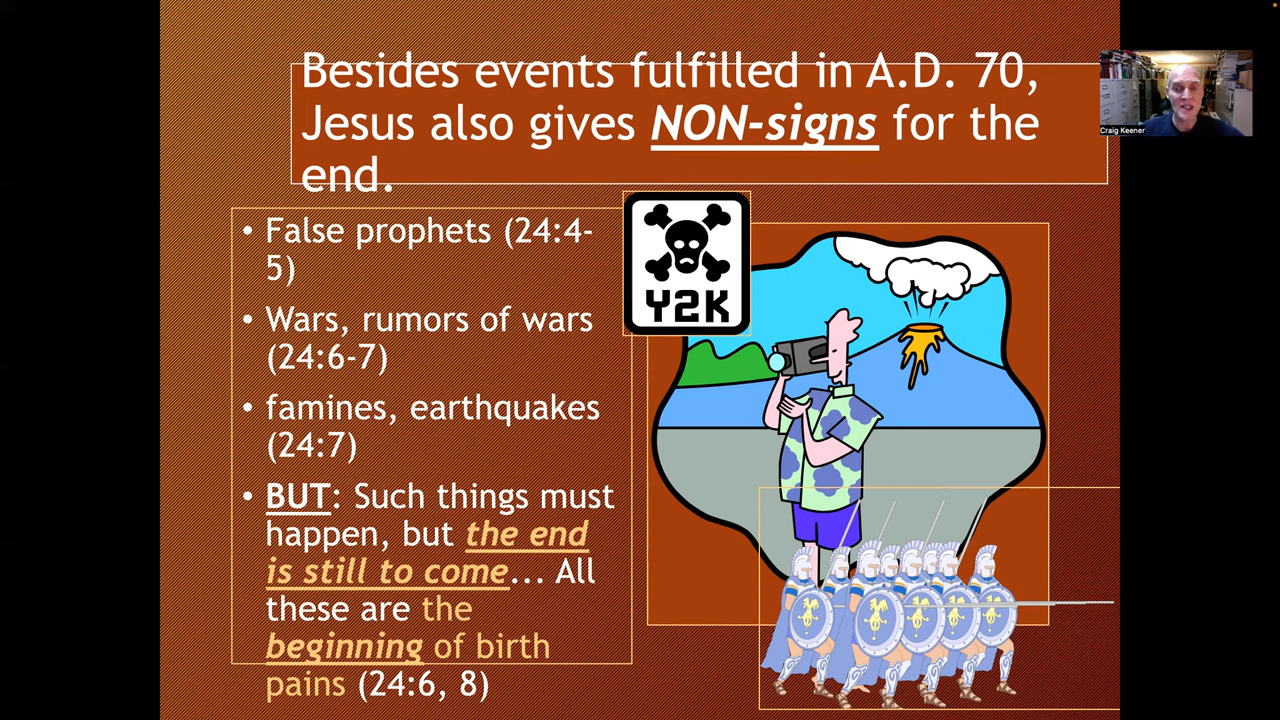 Besides events fulfilled in A.D. 70,
Jesus also gives NON-signs for the
end.
Craig Keener
• False prophets (24:4-
5)
• Wars, rumors of wars
(24:6-7)
• famines, earthquakes
(24:7)
• BUT: Such things must
happen, but the end
is still to come... All
these are the
beginning of birth
pains (24:6, 8)
Y2K